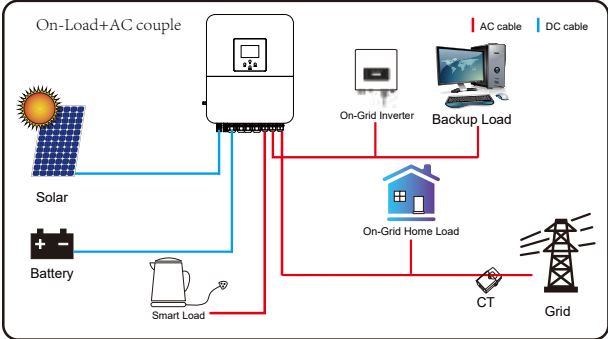 On-Load+AC couple
AC cable
DC cable
On-Grid Inverter
Backup Load
Solar
On-Grid Home Load
Battery
Smart Load
CT
Grid